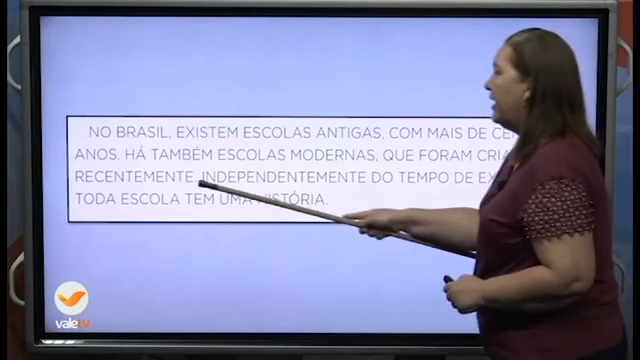 NO BRASIL, EXISTEM ESCOLAS ANTIGAS, COM MAIS DE
ANOS. HÁ TAMBÉM ESCOLAS MODERNAS, QUE FORAM
RECENTEMENTE. INDEPENDENTEMENTE DO TEMPO DE
TODA ESCOLA TEM UMA HISTÓRIA.
valetv